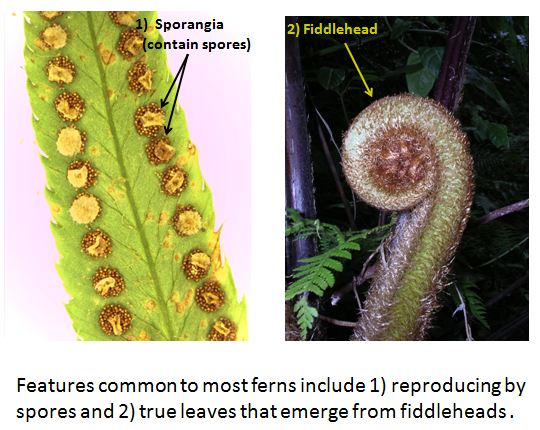 1) Sporangia
(contain spores)
2) Fiddlehead
Features common to most ferns include 1) reproducing by
spores and 2) true leaves that emerge from fiddleheads .